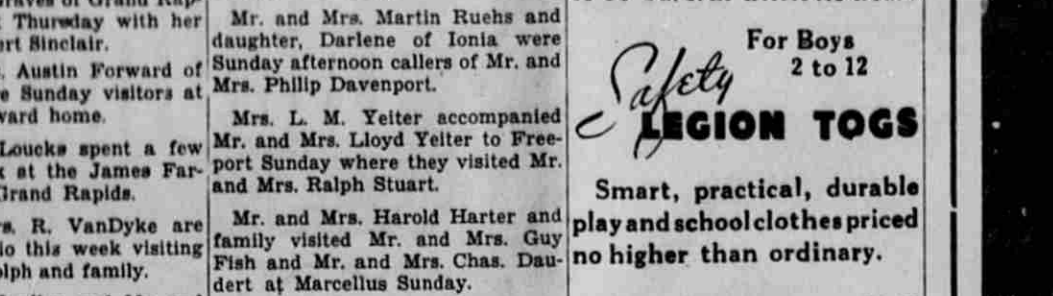 Thursday with her
Sinclair.
Austin Forward of
Sunday visitors at
home.
Loucks spent a few
at the James Far-
Grand Rapids.
R. VanDyke are
this week visiting
and family.
Mr. and Mrs. Martin Ruehs and
daughter, Darlene of Ionia were
Sunday afternoon callers of Mr. and
Mrs. Philip Davenport.
Mrs. L. M. Yeiter accompanied
Mr. and Mrs. Lloyd Yeiter to Free-
port Sunday where they visited Mr.
and Mrs. Ralph Stuart.
Mr. and Mrs. Harold Harter and
family visited Mr. and Mrs. Guy
Fish and Mr. and Mrs. Chas. Dau-
dert at Marcellus Sunday.
For Boys
2 to 12
Safety
LEGION TOGS
Smart, practical, durable
play and school clothes priced
no higher than ordinary.